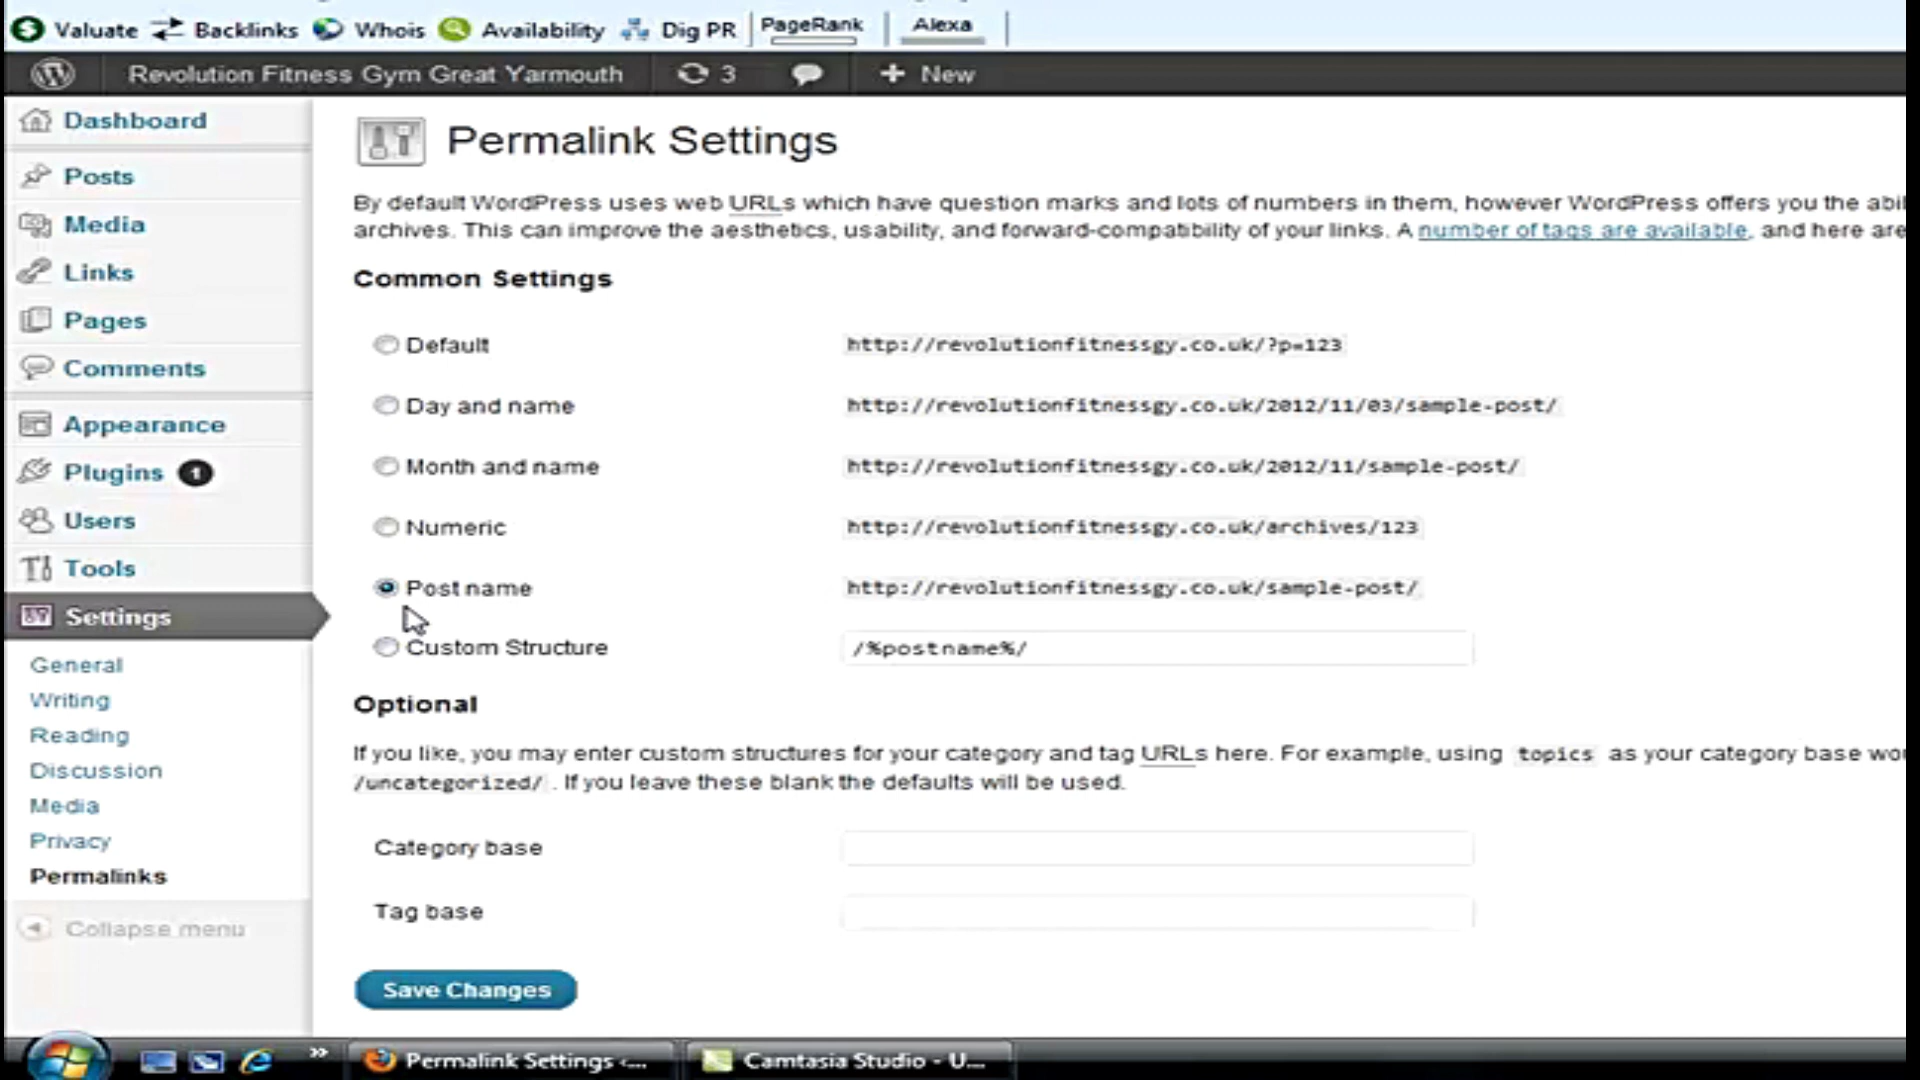 Valuate Backlinks Whois Availability Dig PR PageRank Alexa
Revolution Fitness Gym Great Yarmouth 3 + New
Dashboard
Posts
Media
Links
Pages
Comments
Appearance
Plugins 1
Users
Tools
Settings
General
Writing
Reading
Discussion
Media
Privacy
Permalinks
Collapse menu
Permalink Settings
By default WordPress uses web URLs which have question marks and lots of numbers in them, however WordPress offers you the abil
archives. This can improve the aesthetics, usability, and forward-compatibility of your links. A number of tags are available, and here are
Common Settings
Default http://revolutionfitnessgy.co.uk/?p=123
Day and name http://revolutionfitnessgy.co.uk/2012/11/03/sample-post/
Month and name http://revolutionfitnessgy.co.uk/2012/11/sample-post/
Numeric http://revolutionfitnessgy.co.uk/archives/123
Post name http://revolutionfitnessgy.co.uk/sample-post/
Custom Structure /%postname%/
Optional
If you like, you may enter custom structures for your category and tag URLs here. For example, using topics as your category base wo
/uncategorized/ . If you leave these blank the defaults will be used.
Category base
Tag base
Save Changes
» Permalink Settings ‹... Camtasia Studio - U...